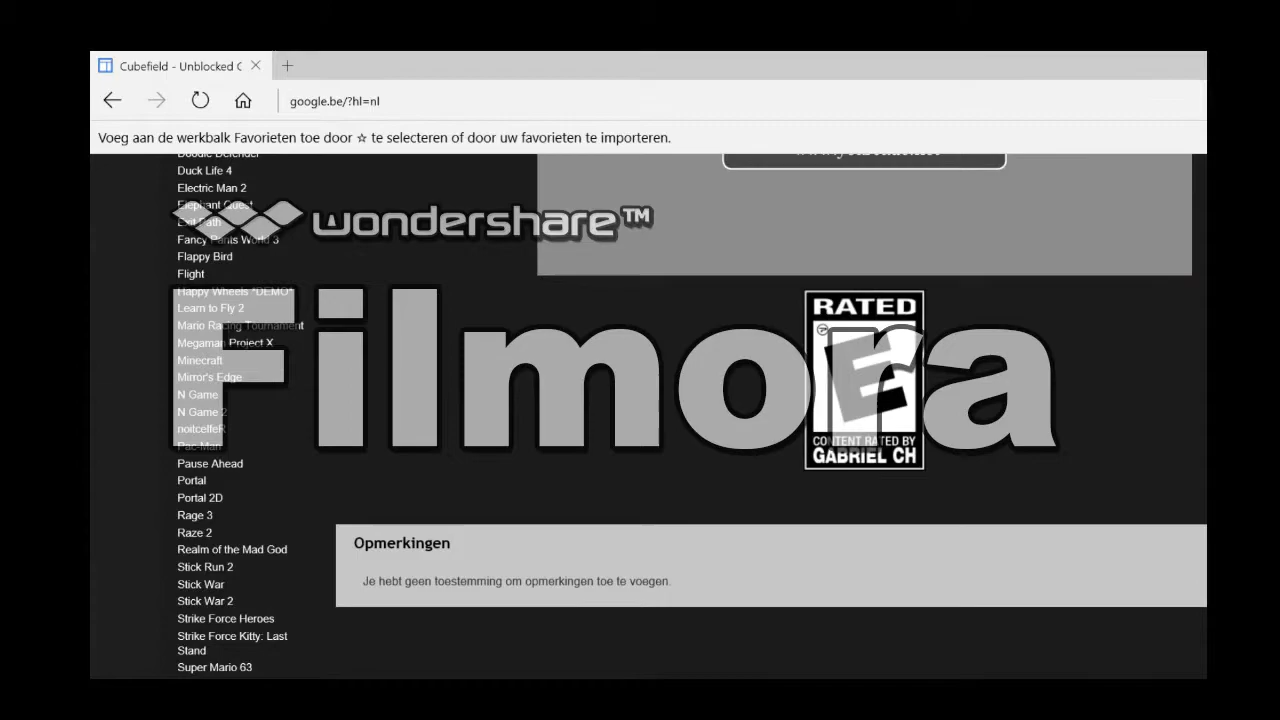 Cubefield - Unblocked G
google.be/?hl=nl
Voeg aan de werkbalk Favorieten toe door ☆ te selecteren of door uw favorieten te importeren.
Doodle Defender
Duck Life 4
Electric Man 2
Elephant Quest
Exit Path
Fancy Pants World 3
Flappy Bird
Flight
Happy Wheels *DEMO*
Learn to Fly 2
Mario Racing Tournament
Megaman Project X
Minecraft
Mirror's Edge
N Game
N Game 2
noitcelfeR
Pac-Man
Pause Ahead
Portal
Portal 2D
Rage 3
Raze 2
Realm of the Mad God
Stick Run 2
Stick War
Stick War 2
Strike Force Heroes
Strike Force Kitty: Last
Stand
Super Mario 63
wondershare™
Filmora
RATED
E
CONTENT RATED BY
GABRIEL CH
Opmerkingen
Je hebt geen toestemming om opmerkingen toe te voegen.